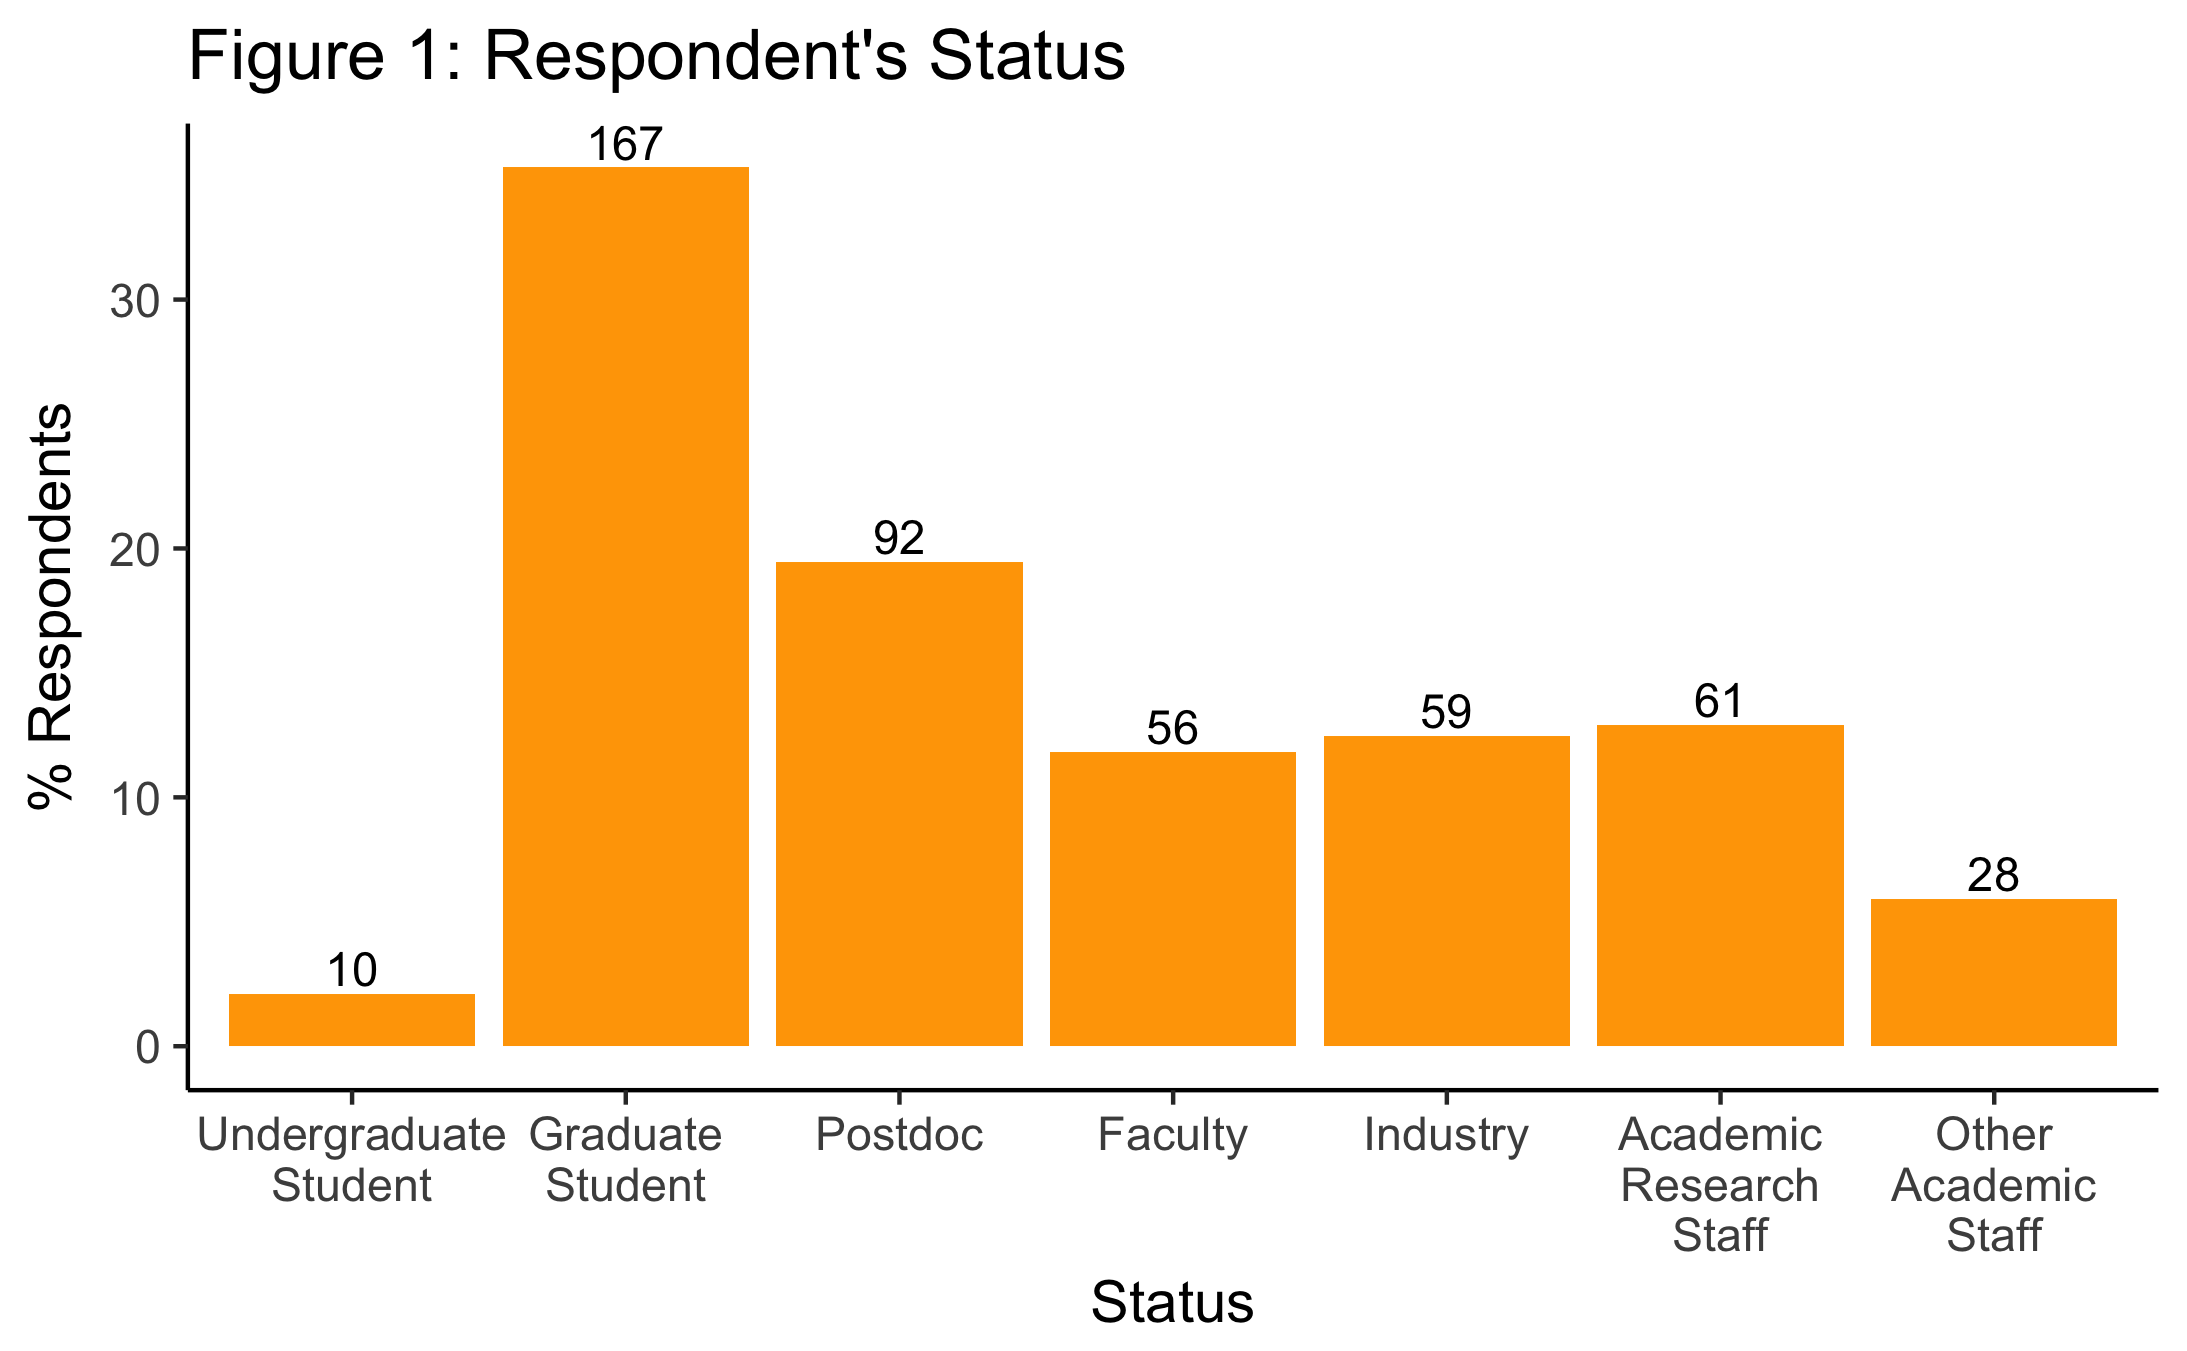 Figure 1: Respondent's Status
% Respondents
30
20
10
0
10
167
92
56
59
61
28
Undergraduate
Student
Graduate
Student
Postdoc
Faculty
Industry
Academic
Research
Staff
Other
Academic
Staff
Status